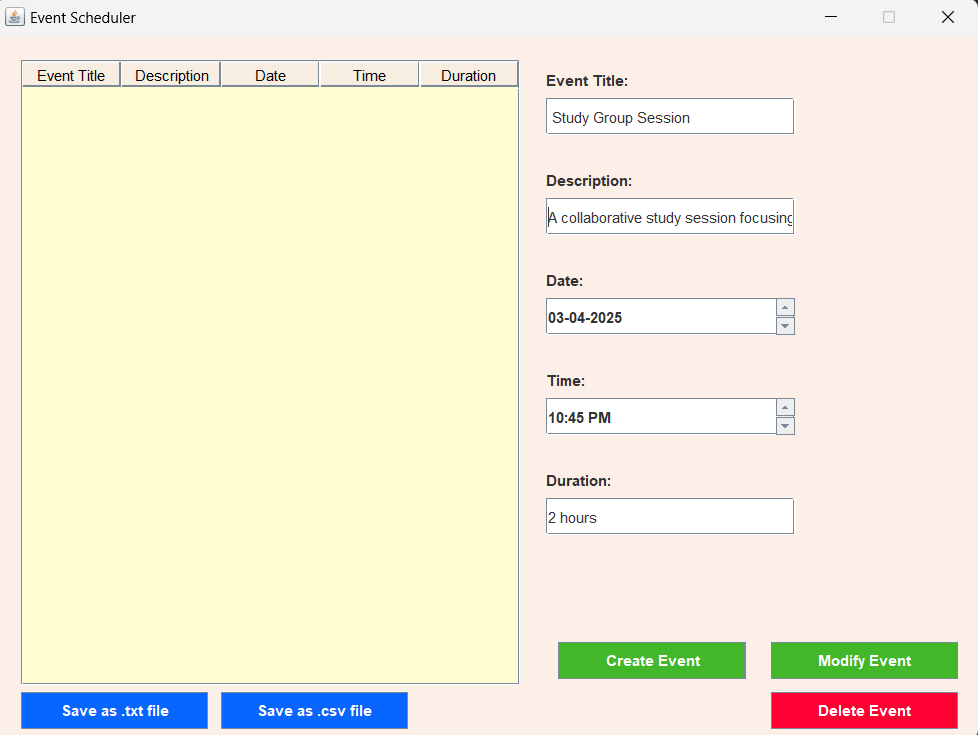 Event Scheduler
Event Title Description Date Time Duration
Event Title:
Study Group Session
Description:
A collaborative study session focusing
Date:
03-04-2025
Time:
10:45 PM
Duration:
2 hours
Create Event Modify Event
Save as .txt file Save as .csv file Delete Event